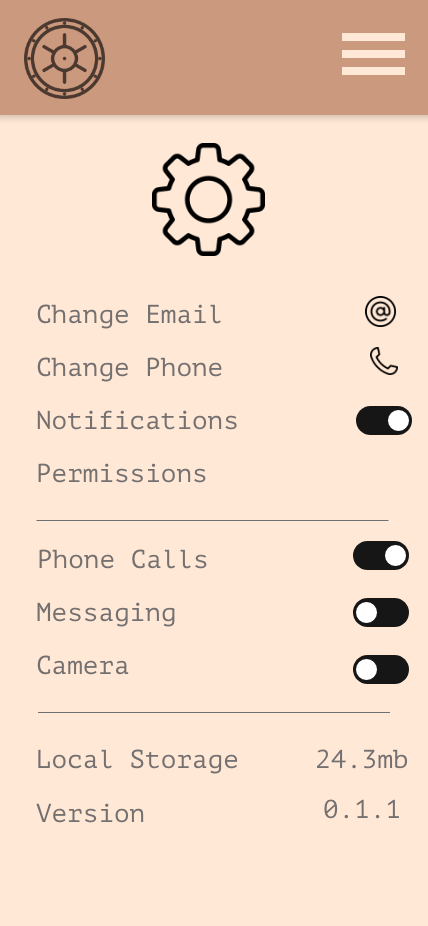 Change Email
Change Phone
Notifications
Permissions
Phone Calls
Messaging
Camera
Local Storage 24.3mb
Version 0.1.1